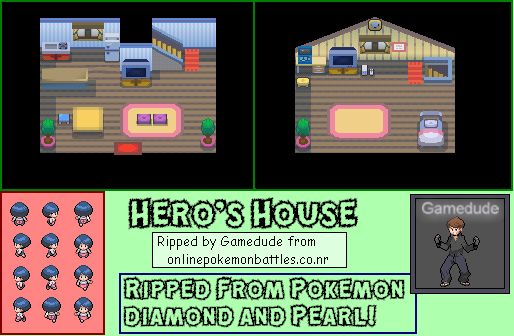 Hero's House
Gamedude
Ripped by Gamedude from
onlinepokemonbattles.co.nr
Ripped From Pokemon
Diamond and Pearl!